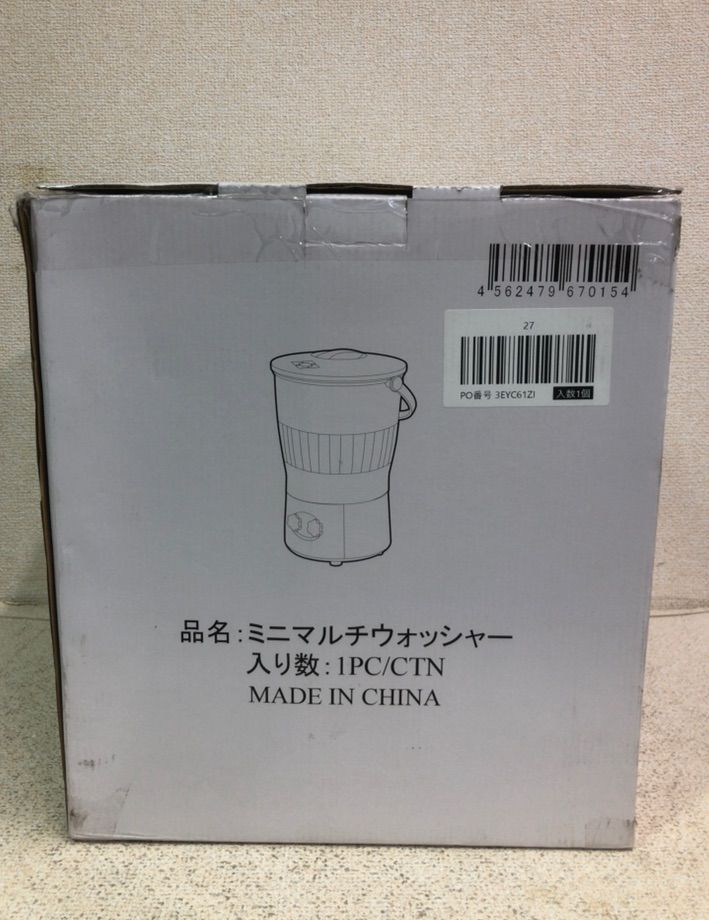 4 562479 670154
27
PO番号 3EYC61ZI 入数1個
品名:ミニマルチウォッシャー
入り数:1PC/CTN
MADE IN CHINA